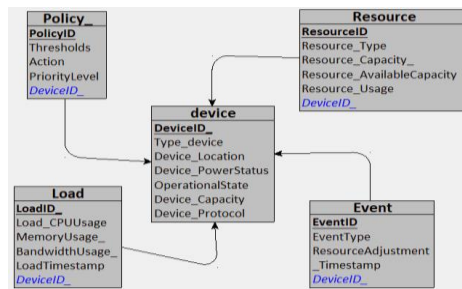 Policy_
PolicyID
Thresholds
Action
PriorityLevel
DeviceID_
Resource
ResourceID
Resource_Type
Resource_Capacity_
Resource_AvailableCapacity
Resource_Usage
DeviceID_
device
DeviceID_
Type_device
Device_Location
Device_PowerStatus
OperationalState
Device_Capacity
Device_Protocol
Load
LoadID_
Load_CPUUsage
MemoryUsage_
BandwidthUsage_
LoadTimestamp
DeviceID_
Event
EventID
EventType
ResourceAdjustment
_Timestamp
DeviceID_